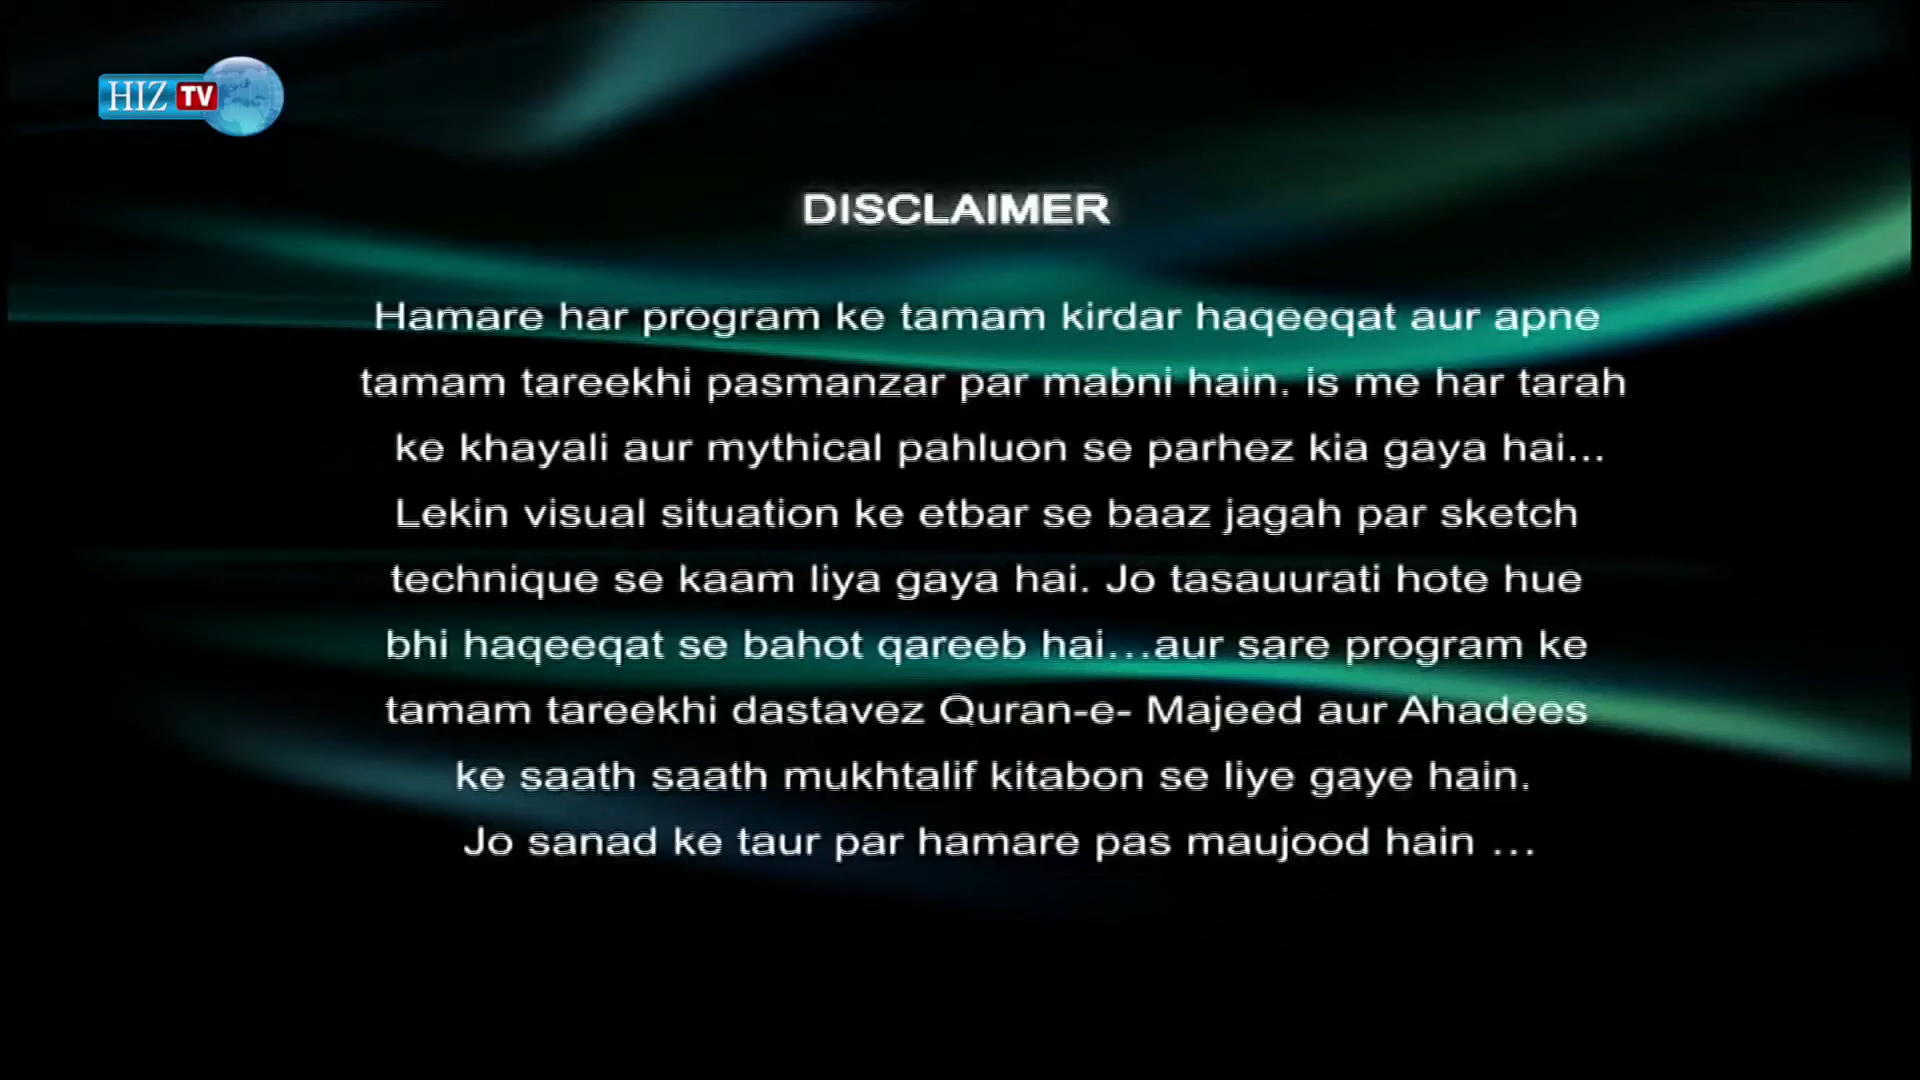 HIZ TV
DISCLAIMER
Hamare har program ke tamam kirdar haqeeqat aur apne
tamam tareekhi pasmanzar par mabni hain. is me har tarah
ke khayali aur mythical pahluon se parhez kia gaya hai...
Lekin visual situation ke etbar se baaz jagah par sketch
technique se kaam liya gaya hai. Jo tasauurati hote hue
bhi haqeeqat se bahot qareeb hai...aur sare program ke
tamam tareekhi dastavez Quran-e- Majeed aur Ahadees
ke saath saath mukhtalif kitabon se liye gaye hain.
Jo sanad ke taur par hamare pas maujood hain ...